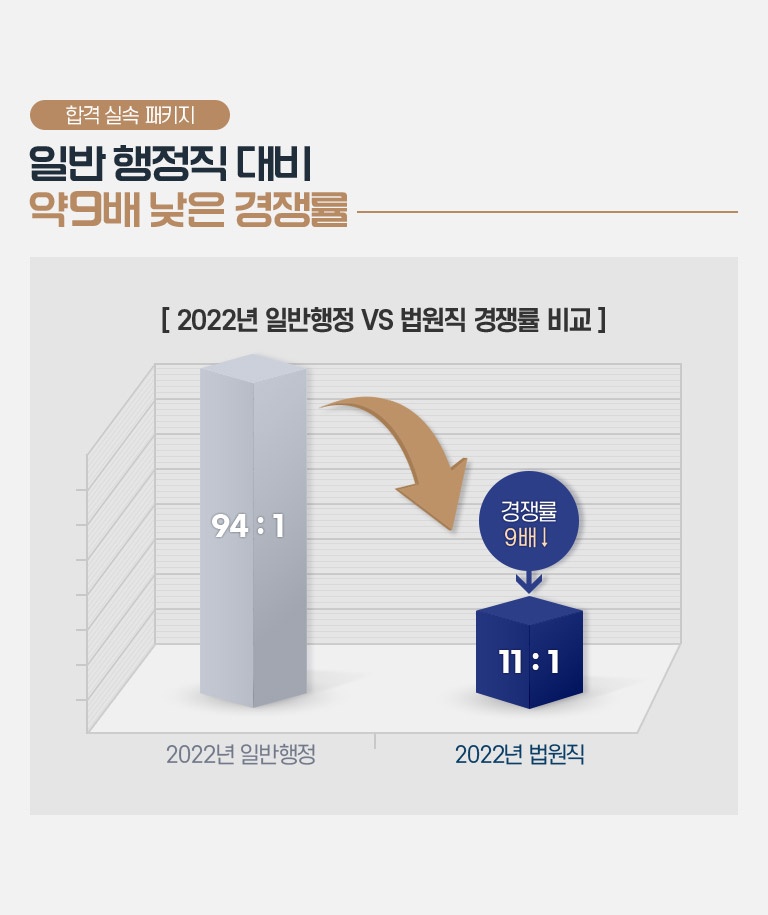 합격 실속 패키지
일반 행정직 대비
약9배 낮은 경쟁률
[ 2022년 일반행정 VS 법원직 경쟁률 비교 ]
94 : 1
경쟁률
9배↓
11 : 1
2022년 일반행정
2022년 법원직